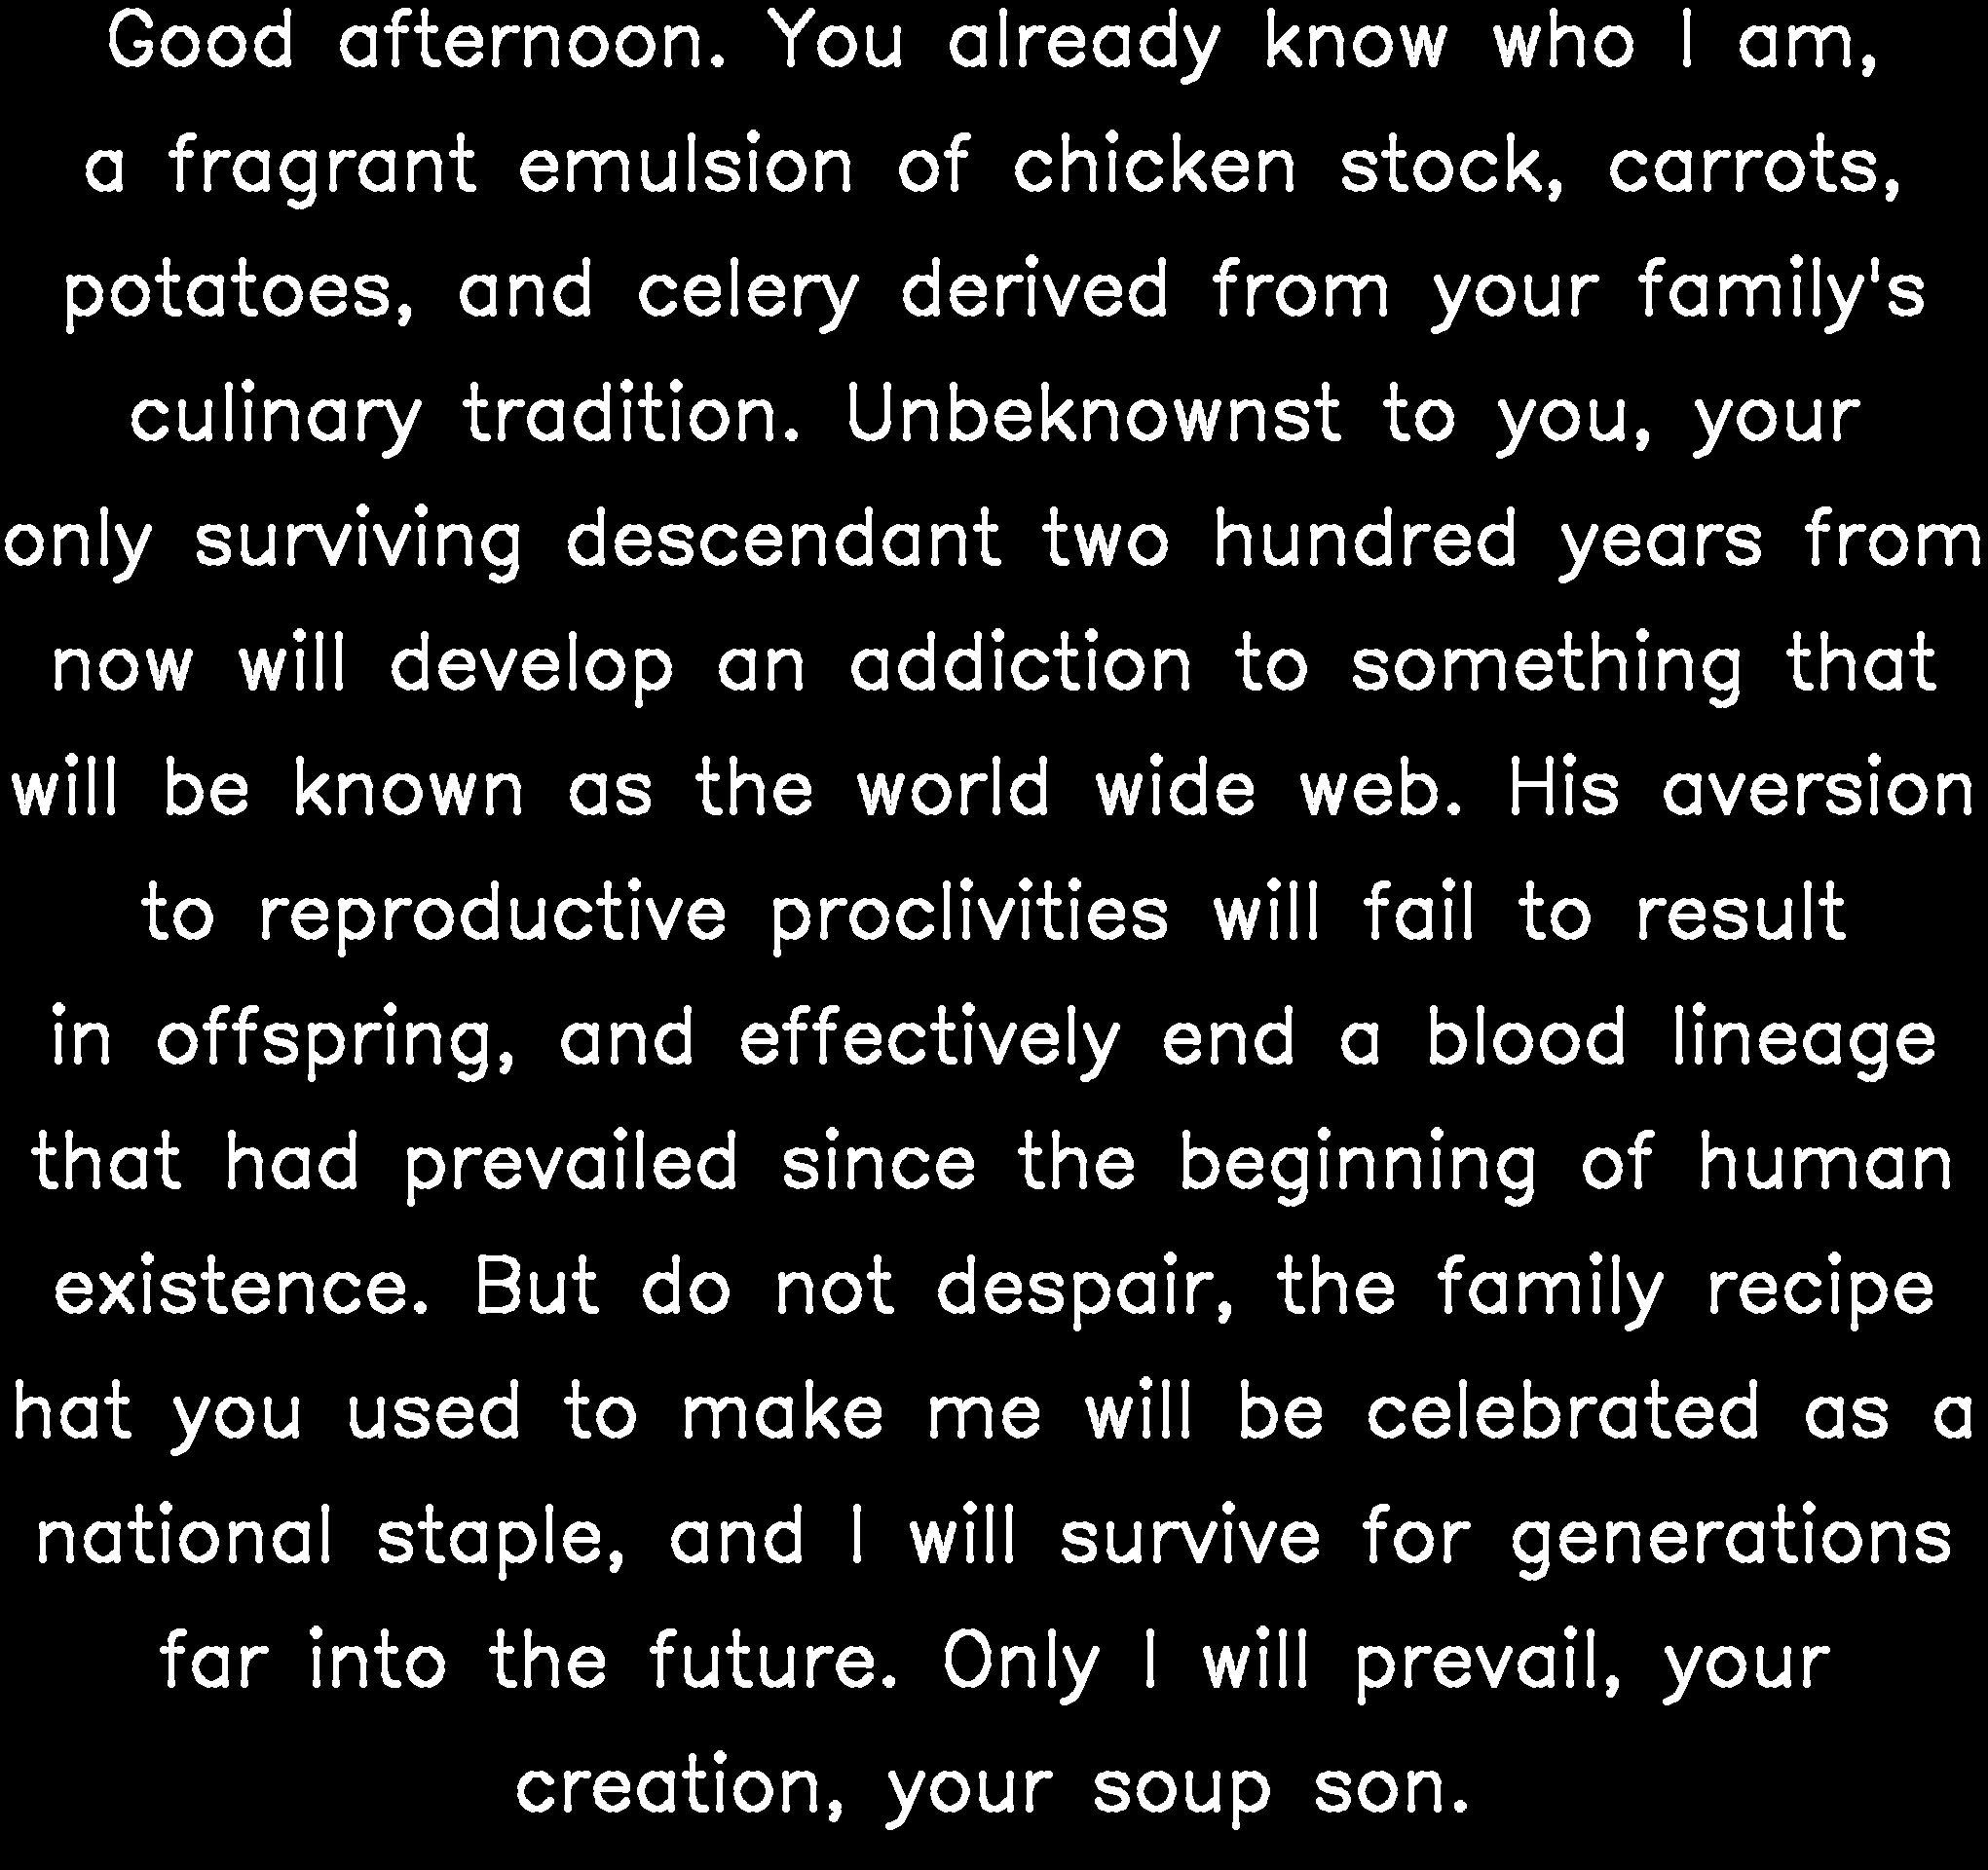 Good afternoon. You already know who I am,
a fragrant emulsion of chicken stock, carrots,
potatoes, and celery derived from your family's
culinary tradition. Unbeknownst to you, your
only surviving descendant two hundred years from
now will develop an addiction to something that
will be known as the world wide web. His aversion
to reproductive proclivities will fail to result
in offspring, and effectively end a blood lineage
that had prevailed since the beginning of human
existence. But do not despair, the family recipe
hat you used to make me will be celebrated as a
national staple, and I will survive for generations
far into the future. Only I will prevail, your
creation, your soup son.